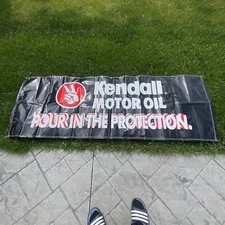 Kendall
MOTOR OIL
POUR IN THE PROTECTION.